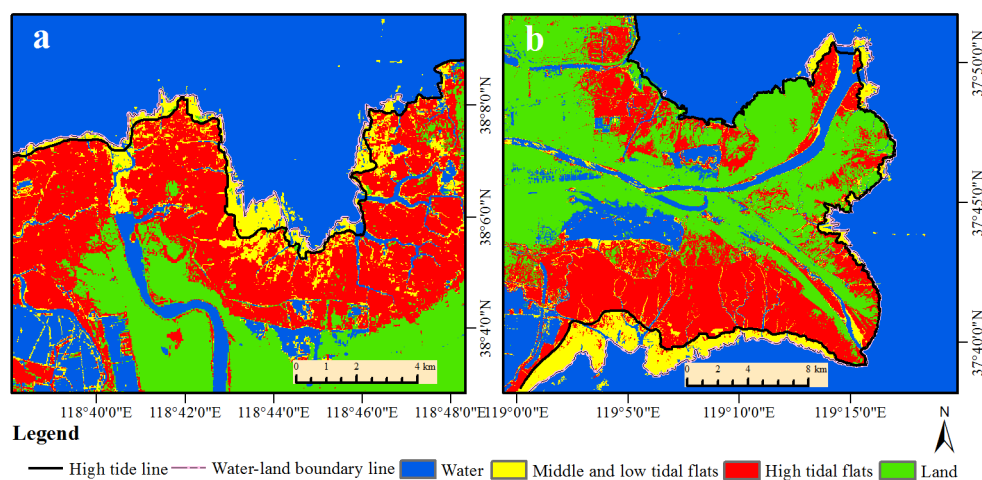 a
b
38°8'0"N
38°6'0"N
38°4'0"N
37°50'0"N
37°45'0"N
37°40'0"N
0 1 2 4 km
0 2 4 8 km
118°40'0"E 118°42'0"E 118°44'0"E 118°46'0"E 118°48'0"E
119°0'0"E 119°5'0"E 119°10'0"E 119°15'0"E
N
Legend
High tide line Water-land boundary line Water Middle and low tidal flats High tidal flats Land